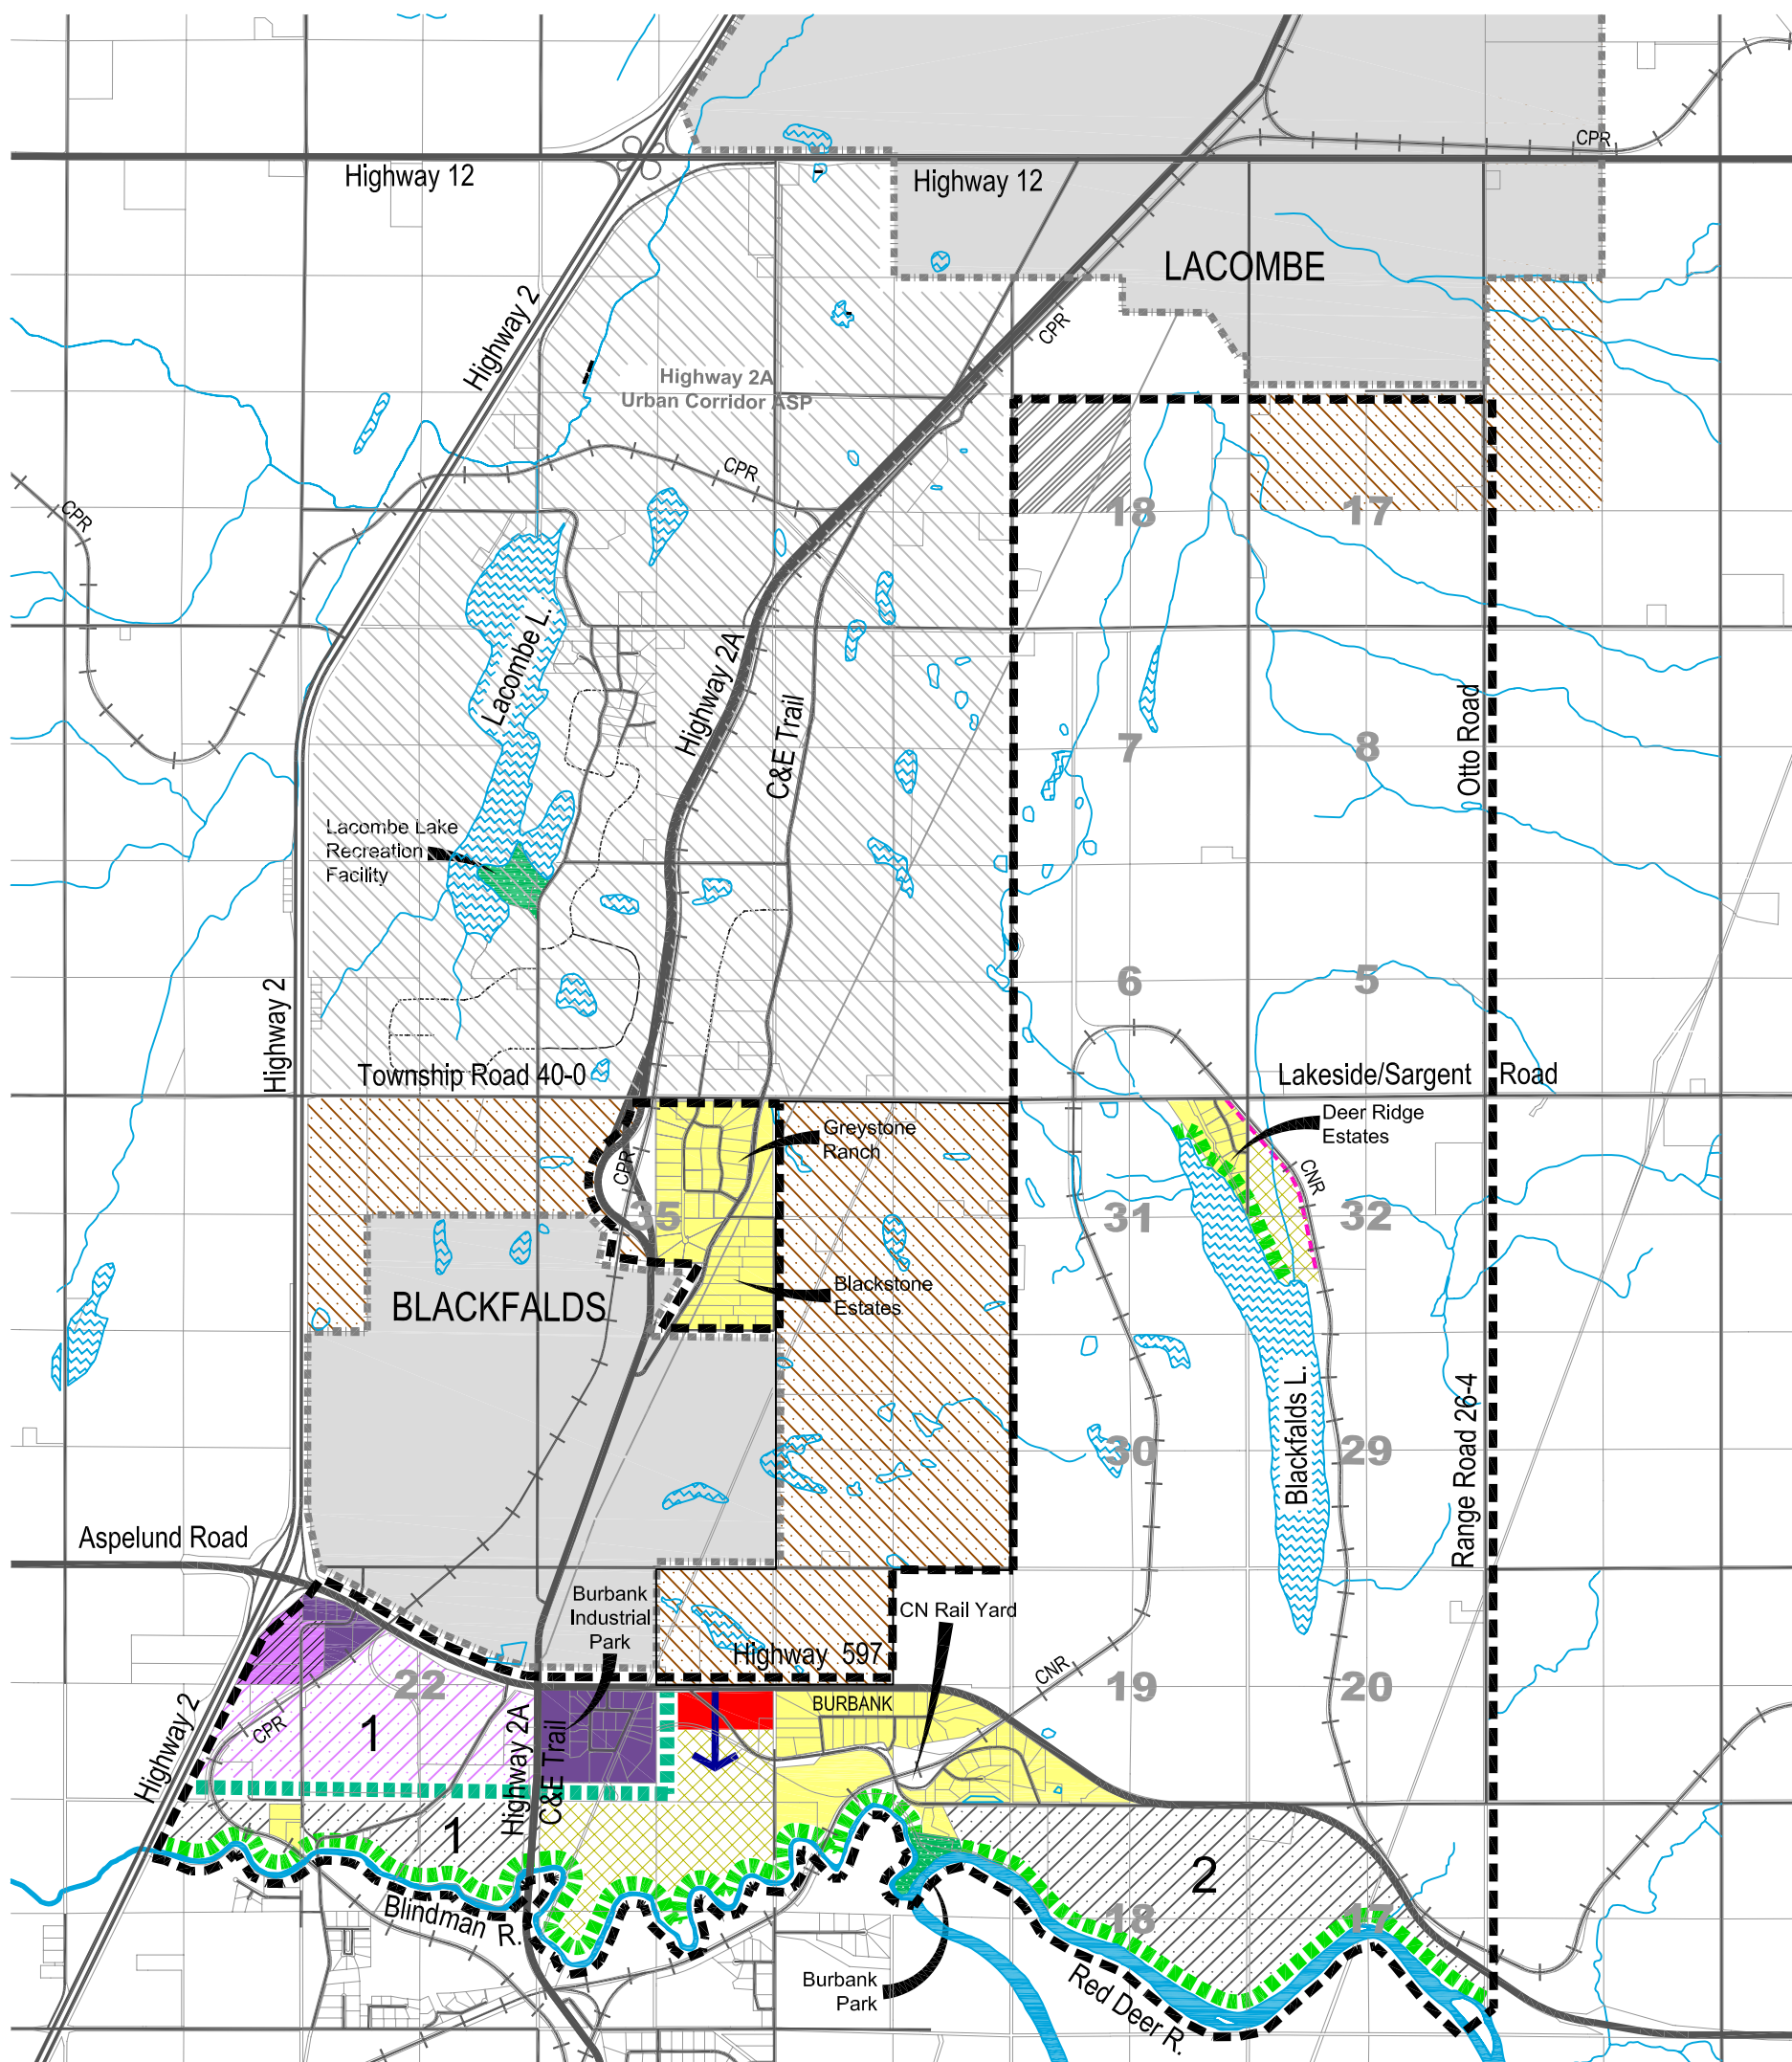 CPR
Highway 12
Highway 12
LACOMBE
Highway 2
CPR
Highway 2A
Urban Corridor ASP
CPR
CPR
18
17
Lacombe L.
Highway 2A
C&E Trail
Otto Road
7
8
Lacombe Lake
Recreation
Facility
6
5
Highway 2
Township Road 40-0
Lakeside/Sargent Road
Deer Ridge
Estates
Greystone
Ranch
CPR
CNR
35
31
32
Blackstone
Estates
BLACKFALDS
Blackfalds L.
Range Road 26-4
30
29
Aspelund Road
Burbank
Industrial
Park
CN Rail Yard
Highway 597
CNR
22
19
20
BURBANK
Highway 2
CPR
1
Highway 2A
C&E Trail
1
2
Blindman R.
18
17
Burbank
Park
Red Deer R.